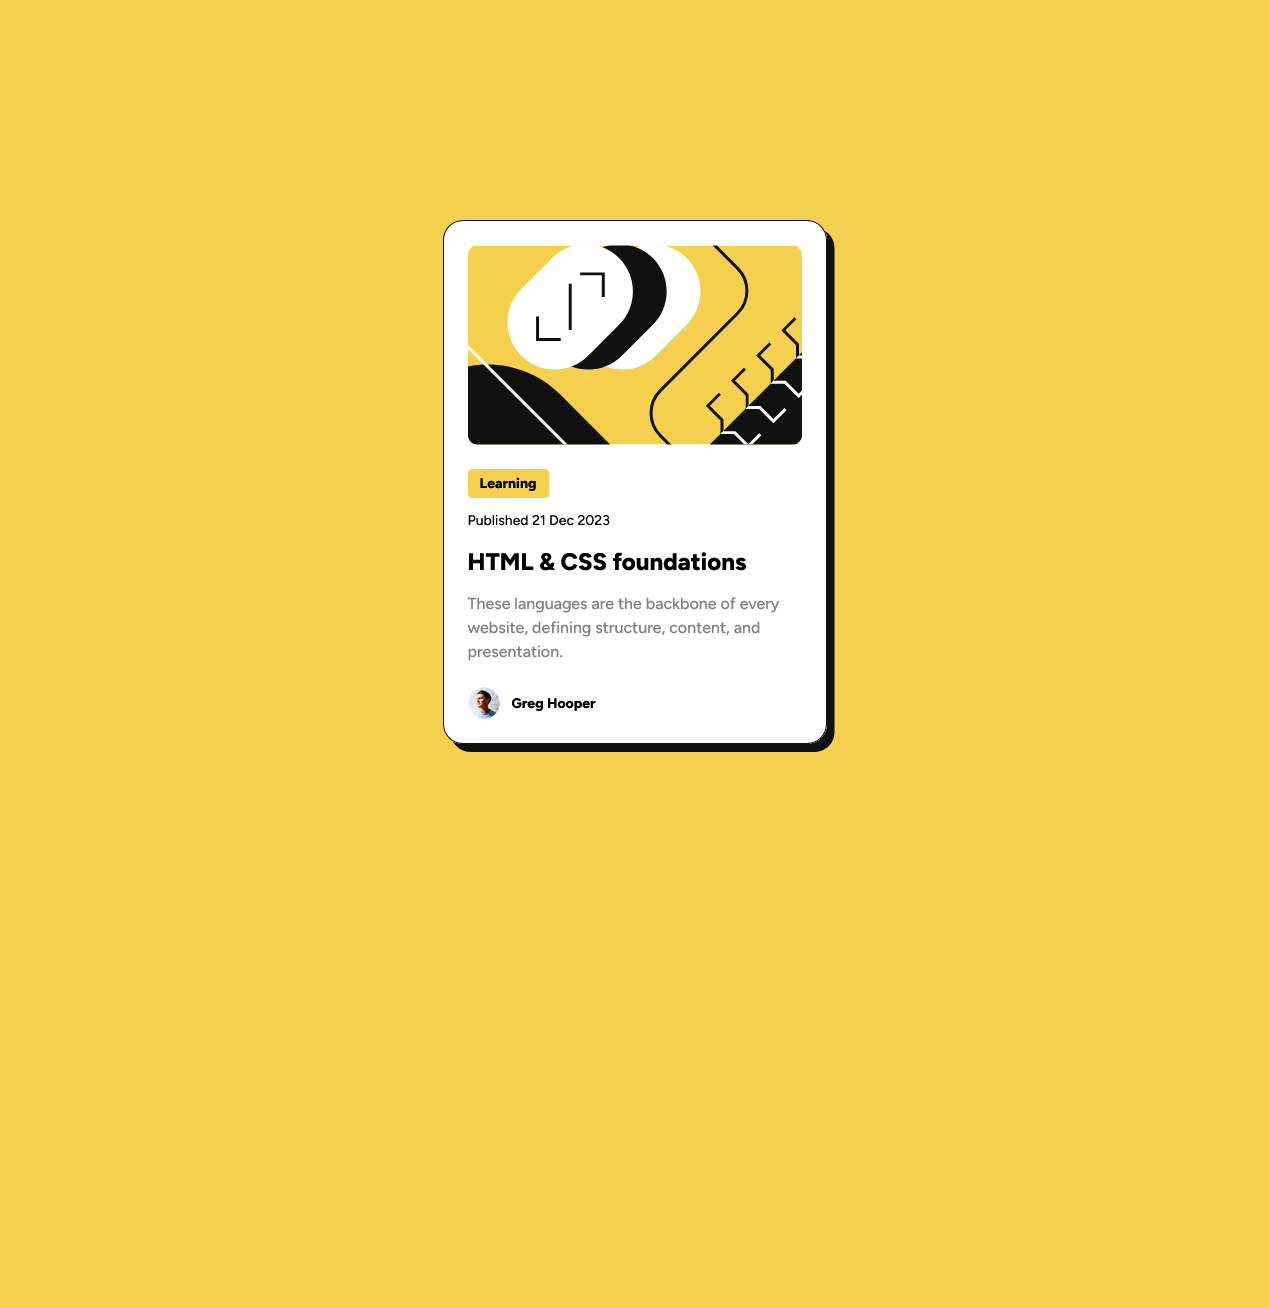 Learning
Published 21 Dec 2023
HTML & CSS foundations
These languages are the backbone of every
website, defining structure, content, and
presentation.
Greg Hooper